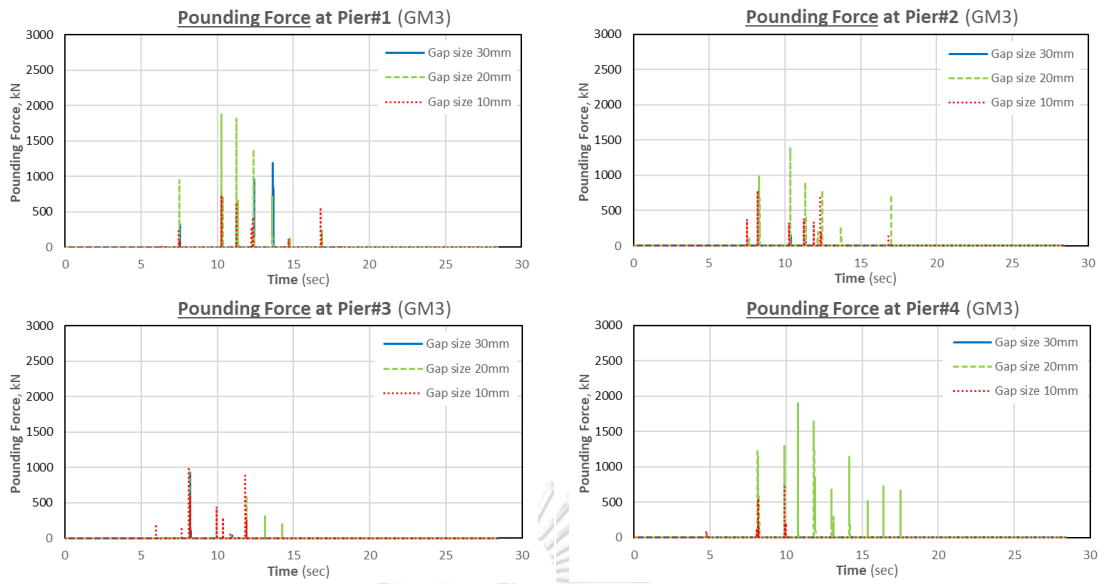 Pounding Force at Pier#1 (GM3)
Pounding Force, kN
3000
2500
2000
1500
1000
500
0
0 5 10 15 20 25 30
Time (sec)
Gap size 30mm
Gap size 20mm
Gap size 10mm
Pounding Force at Pier#2 (GM3)
Pounding Force, kN
3000
2500
2000
1500
1000
500
0
0 5 10 15 20 25 30
Time (sec)
Gap size 30mm
Gap size 20mm
Gap size 10mm
Pounding Force at Pier#3 (GM3)
Pounding Force, kN
3000
2500
2000
1500
1000
500
0
0 5 10 15 20 25 30
Time (sec)
Gap size 30mm
Gap size 20mm
Gap size 10mm
Pounding Force at Pier#4 (GM3)
Pounding Force, kN
3000
2500
2000
1500
1000
500
0
0 5 10 15 20 25 30
Time (sec)
Gap size 30mm
Gap size 20mm
Gap size 10mm